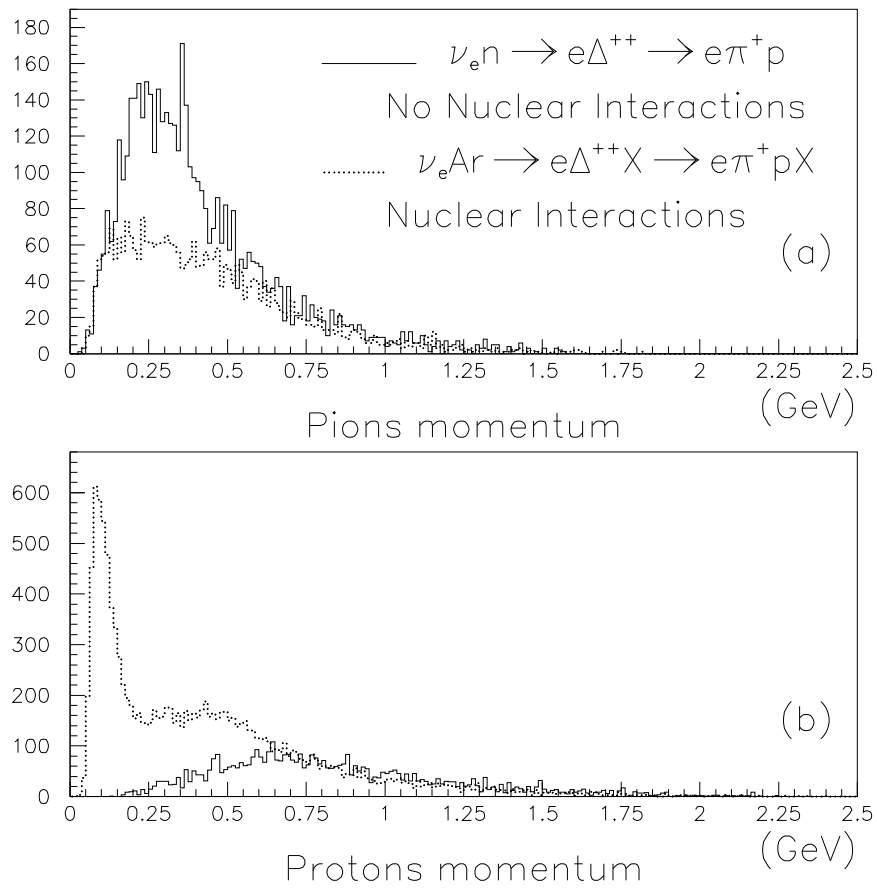 180
160
140
120
100
80
60
40
20
0
νₑn → eΔ⁺⁺ → eπ⁺p
No Nuclear Interactions
νₑAr → eΔ⁺⁺X → eπ⁺pX
Nuclear Interactions
(a)
0 0.25 0.5 0.75 1 1.25 1.5 1.75 2 2.25 2.5
(GeV)
Pions momentum
600
500
400
300
200
100
0
(b)
0 0.25 0.5 0.75 1 1.25 1.5 1.75 2 2.25 2.5
(GeV)
Protons momentum